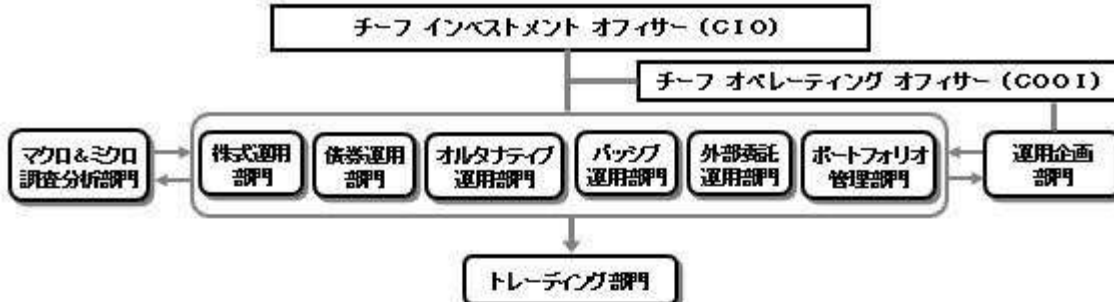 チーフ インベストメント オフィサー (CIO)
チーフ オペレーティング オフィサー (COOI)
マクロ&ミクロ
調査分析部門
株式運用
部門
債券運用
部門
オルタナティブ
運用部門
パッシブ
運用部門
外部委託
運用部門
ポートフォリオ
管理部門
運用企画
部門
トレーディング部門